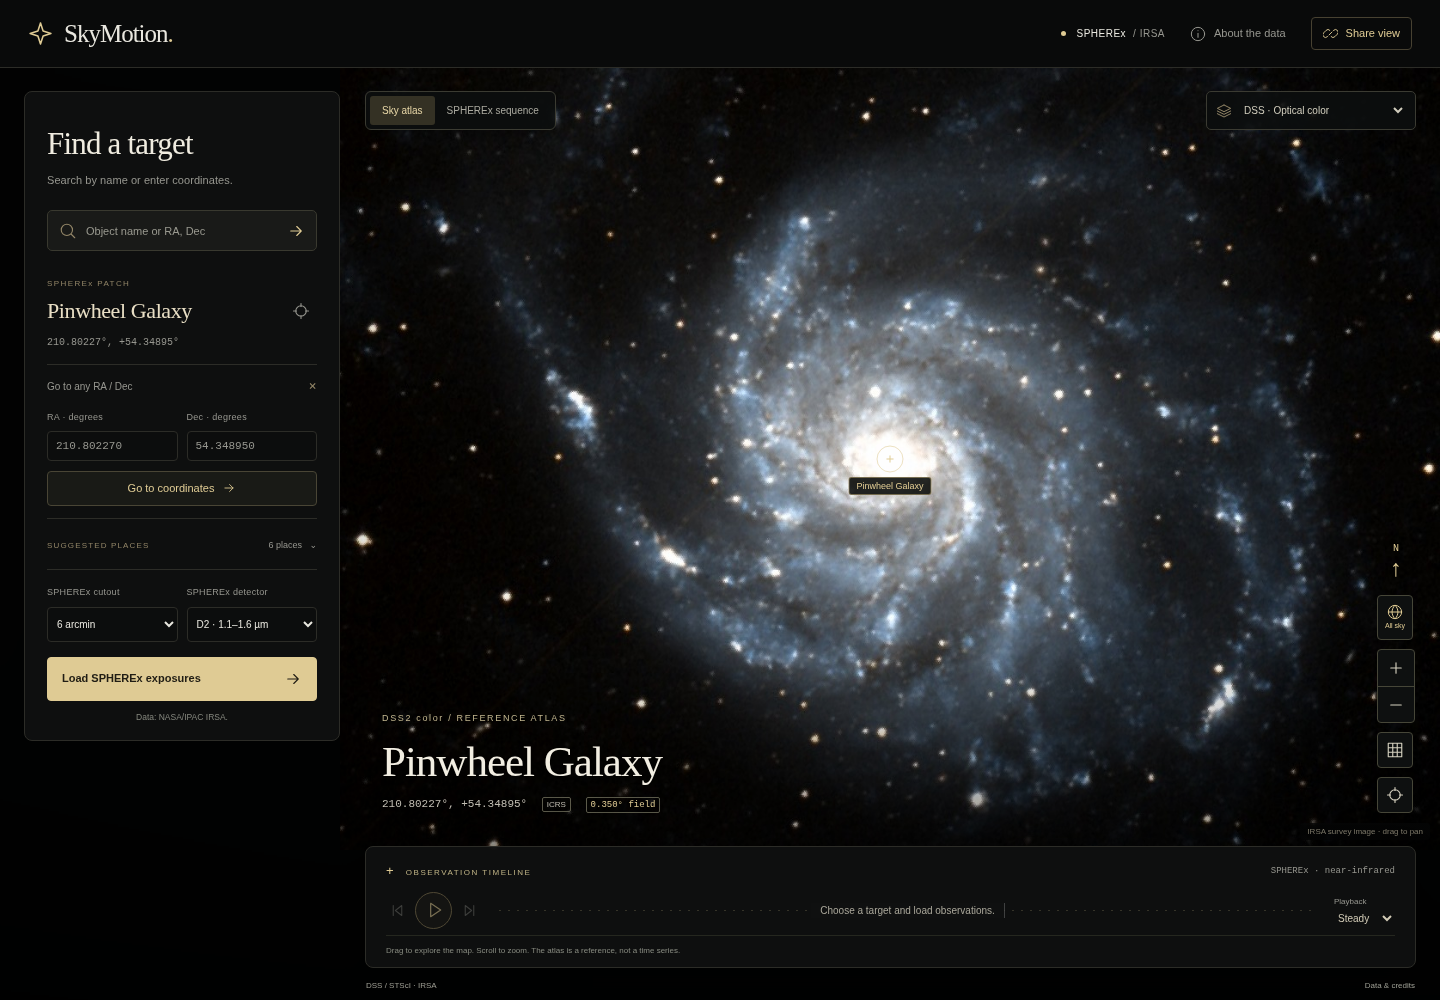 SkyMotion.
SPHEREx / IRSA
About the data
Share view
Find a target
Search by name or enter coordinates.
Object name or RA, Dec
SPHEREx PATCH
Pinwheel Galaxy
210.80227°, +54.34895°
Go to any RA / Dec ×
RA · degrees Dec · degrees
210.802270 54.348950
Go to coordinates →
SUGGESTED PLACES 6 places
SPHEREx cutout SPHEREx detector
6 arcmin D2 · 1.1–1.6 µm
Load SPHEREx exposures →
Data: NASA/IPAC IRSA.
Sky atlas SPHEREx sequence
DSS · Optical color
Pinwheel Galaxy
N
↑
All sky
DSS2 color / REFERENCE ATLAS
Pinwheel Galaxy
210.80227°, +54.34895° ICRS 0.350° field
IRSA survey image · drag to pan
+ OBSERVATION TIMELINE SPHEREx · near-infrared
Choose a target and load observations.
Playback
Steady
Drag to explore the map. Scroll to zoom. The atlas is a reference, not a time series.
DSS / STScI · IRSA Data & credits